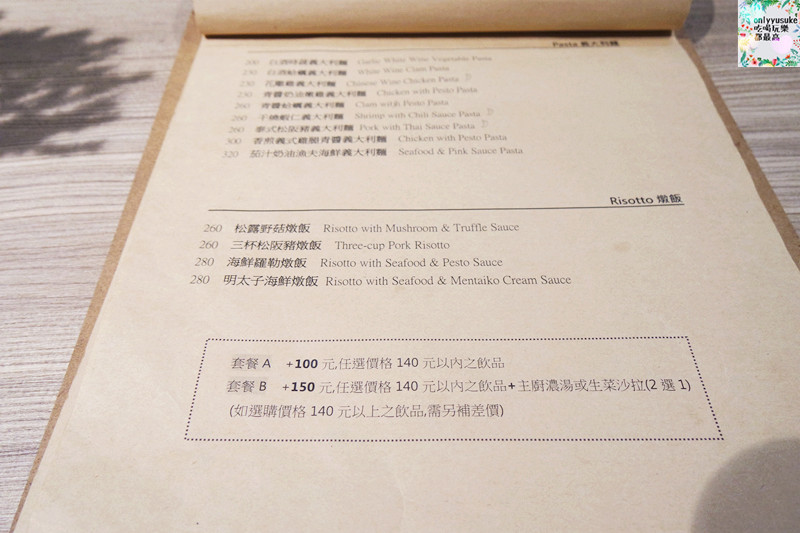 onlyyusuke
吃喝玩樂
部最高
Pasta 義大利麵
200 白酒時蔬義大利麵 Garlic White Wine Vegetable Pasta
230 白酒蛤蠣義大利麵 White Wine Clam Pasta
230 花雕雞義大利麵 Chinese Wine Chicken Pasta
230 青醬奶油嫩雞義大利麵 Chicken with Pesto Pasta
260 青醬蛤蠣義大利麵 Clam with Pesto Pasta
260 干燒蝦仁義大利麵 Shrimp with Chili Sauce Pasta
260 泰式松阪豬義大利麵 Pork with Thai Sauce Pasta
300 香煎義式雞腿青醬義大利麵 Chicken with Pesto Pasta
320 茄汁奶油漁夫海鮮義大利麵 Seafood & Pink Sauce Pasta
Risotto 燉飯
260 松露野菇燉飯 Risotto with Mushroom & Truffle Sauce
260 三杯松阪豬燉飯 Three-cup Pork Risotto
280 海鮮羅勒燉飯 Risotto with Seafood & Pesto Sauce
280 明太子海鮮燉飯 Risotto with Seafood & Mentaiko Cream Sauce
套餐 A +100 元,任選價格 140 元以內之飲品
套餐 B +150 元,任選價格 140 元以內之飲品+主廚濃湯或生菜沙拉(2 選 1)
(如選購價格 140 元以上之飲品,需另補差價)